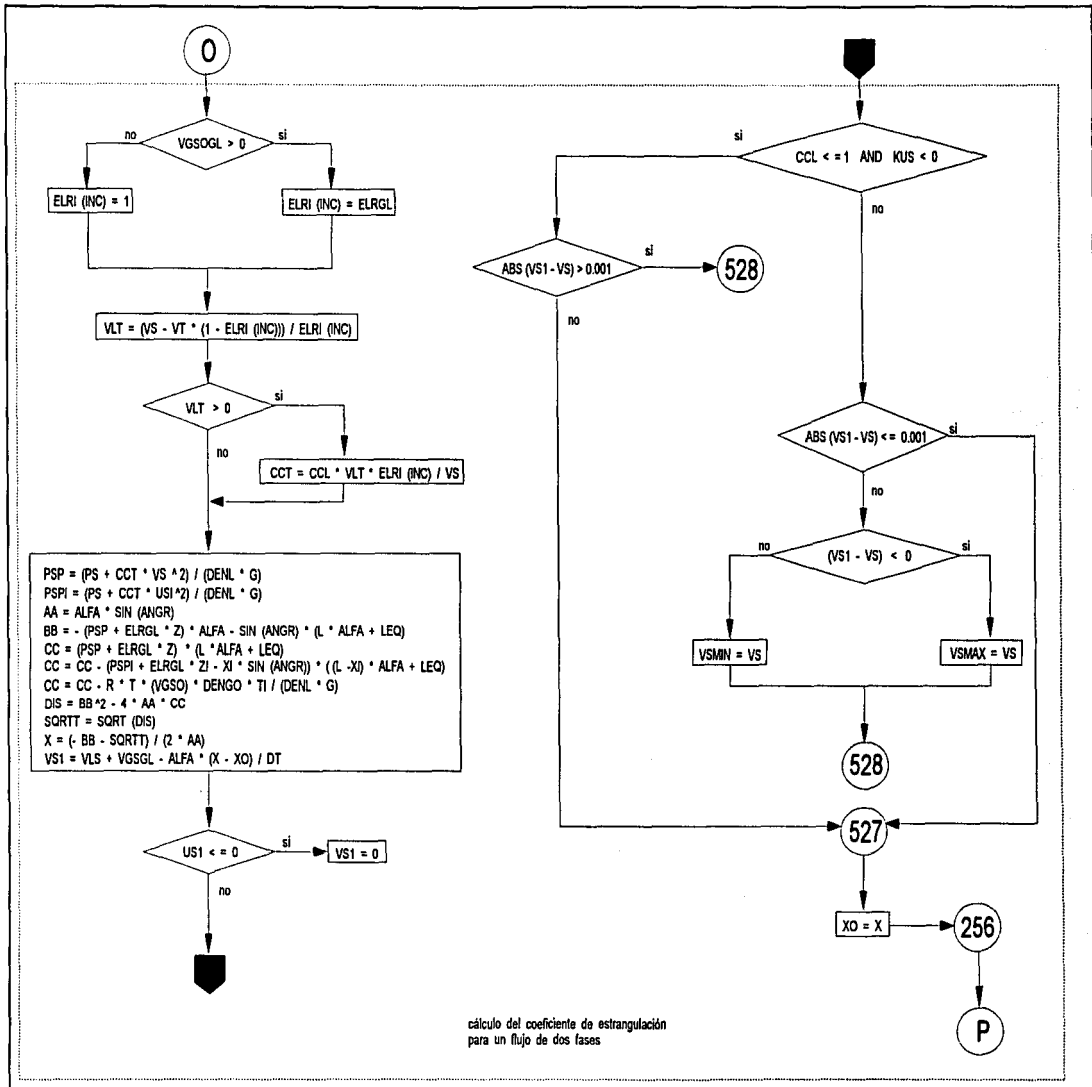 O
VGSOGL > 0
no
si
ELRI (INC) = 1
ELRI (INC) = ELRGL
VLT = (VS - VT * (1 - ELRI (INC))) / ELRI (INC)
VLT > 0
si
no
CCT = CCL * VLT * ELRI (INC) / VS
PSP = (PS + CCT * VS ^2) / (DENL * G)
PSPI = (PS + CCT * USI^2) / (DENL * G)
AA = ALFA * SIN (ANGR)
BB = - (PSP + ELRGL * Z) * ALFA - SIN (ANGR) * (L * ALFA + LEQ)
CC = (PSP + ELRGL * Z) * (L *ALFA + LEQ)
CC = CC - (PSPI + ELRGL * ZI - XI * SIN (ANGR)) * ((L -XI) * ALFA + LEQ)
CC = CC - R * T * (VGSO) * DENGO * TI / (DENL * G)
DIS = BB^2 - 4 * AA * CC
SQRTT = SQRT (DIS)
X = (- BB - SQRTT) / (2 * AA)
VS1 = VLS + VGSGL - ALFA * (X - XO) / DT
US1 < = 0
si
VS1 = 0
no
si
CCL < = 1 AND KUS < 0
no
ABS (VS1 - VS) > 0.001
si
528
no
ABS (VS1 - VS) < = 0.001
si
no
no
(VS1 - VS) < 0
si
VSMIN = VS
VSMAX = VS
528
527
XO = X
256
P
cálculo del coeficiente de estrangulación
para un flujo de dos fases